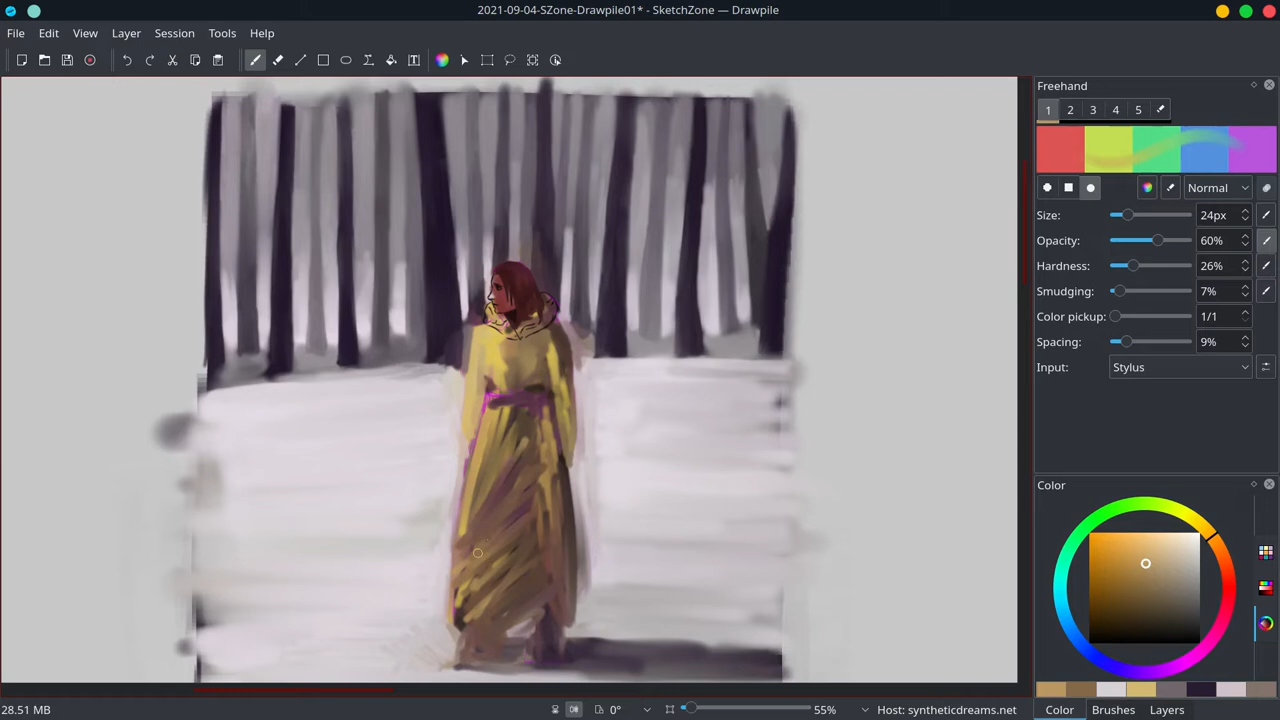 2021-09-04-SZone-Drawpile01* - SketchZone — Drawpile
File Edit View Layer Session Tools Help
Freehand
1 2 3 4 5
Normal
Size: 24px
Opacity: 60%
Hardness: 26%
Smudging: 7%
Color pickup: 1/1
Spacing: 9%
Input: Stylus
Color
28.51 MB 0° 55% Host: syntheticdreams.net Color Brushes Layers